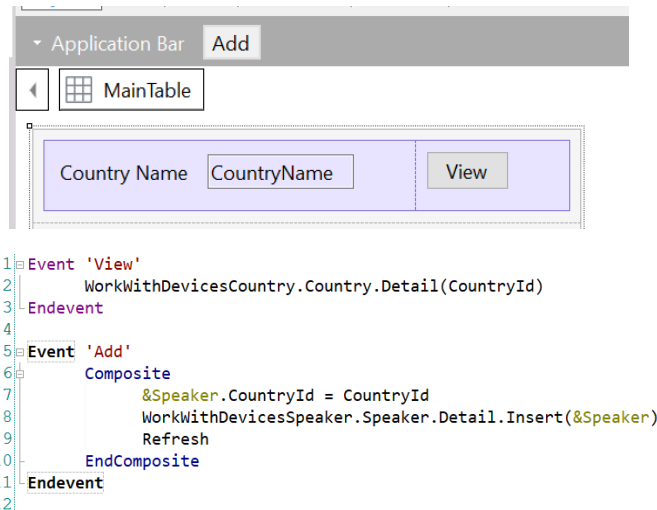 Application Bar Add
MainTable
Country Name CountryName View
1 Event 'View'
2 WorkWithDevicesCountry.Country.Detail(CountryId)
3 Endevent
4
5 Event 'Add'
6 Composite
7 &Speaker.CountryId = CountryId
8 WorkWithDevicesSpeaker.Speaker.Detail.Insert(&Speaker)
9 Refresh
0 EndComposite
1 Endevent
2